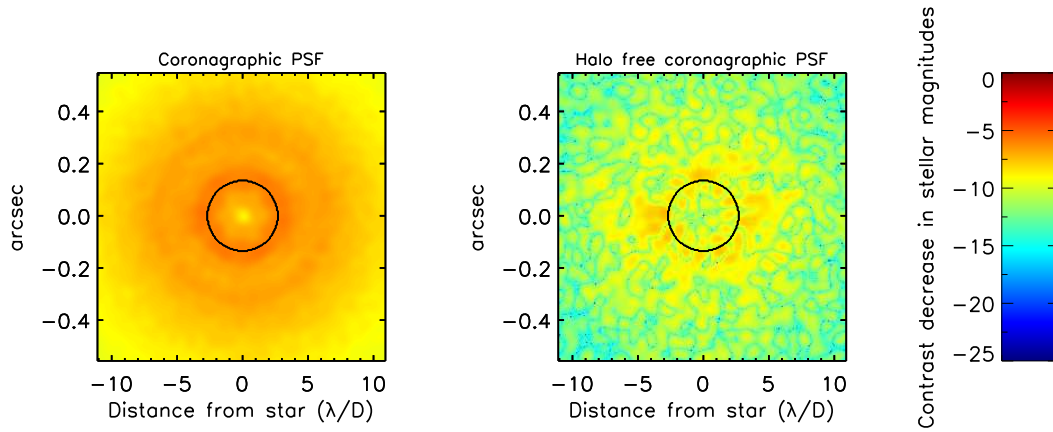 Coronagraphic PSF
arcsec
0.4
0.2
0.0
−0.2
−0.4
−10 −5 0 5 10
Distance from star (λ/D)
Halo free coronagraphic PSF
arcsec
0.4
0.2
0.0
−0.2
−0.4
−10 −5 0 5 10
Distance from star (λ/D)
Contrast decrease in stellar magnitudes
0
−5
−10
−15
−20
−25